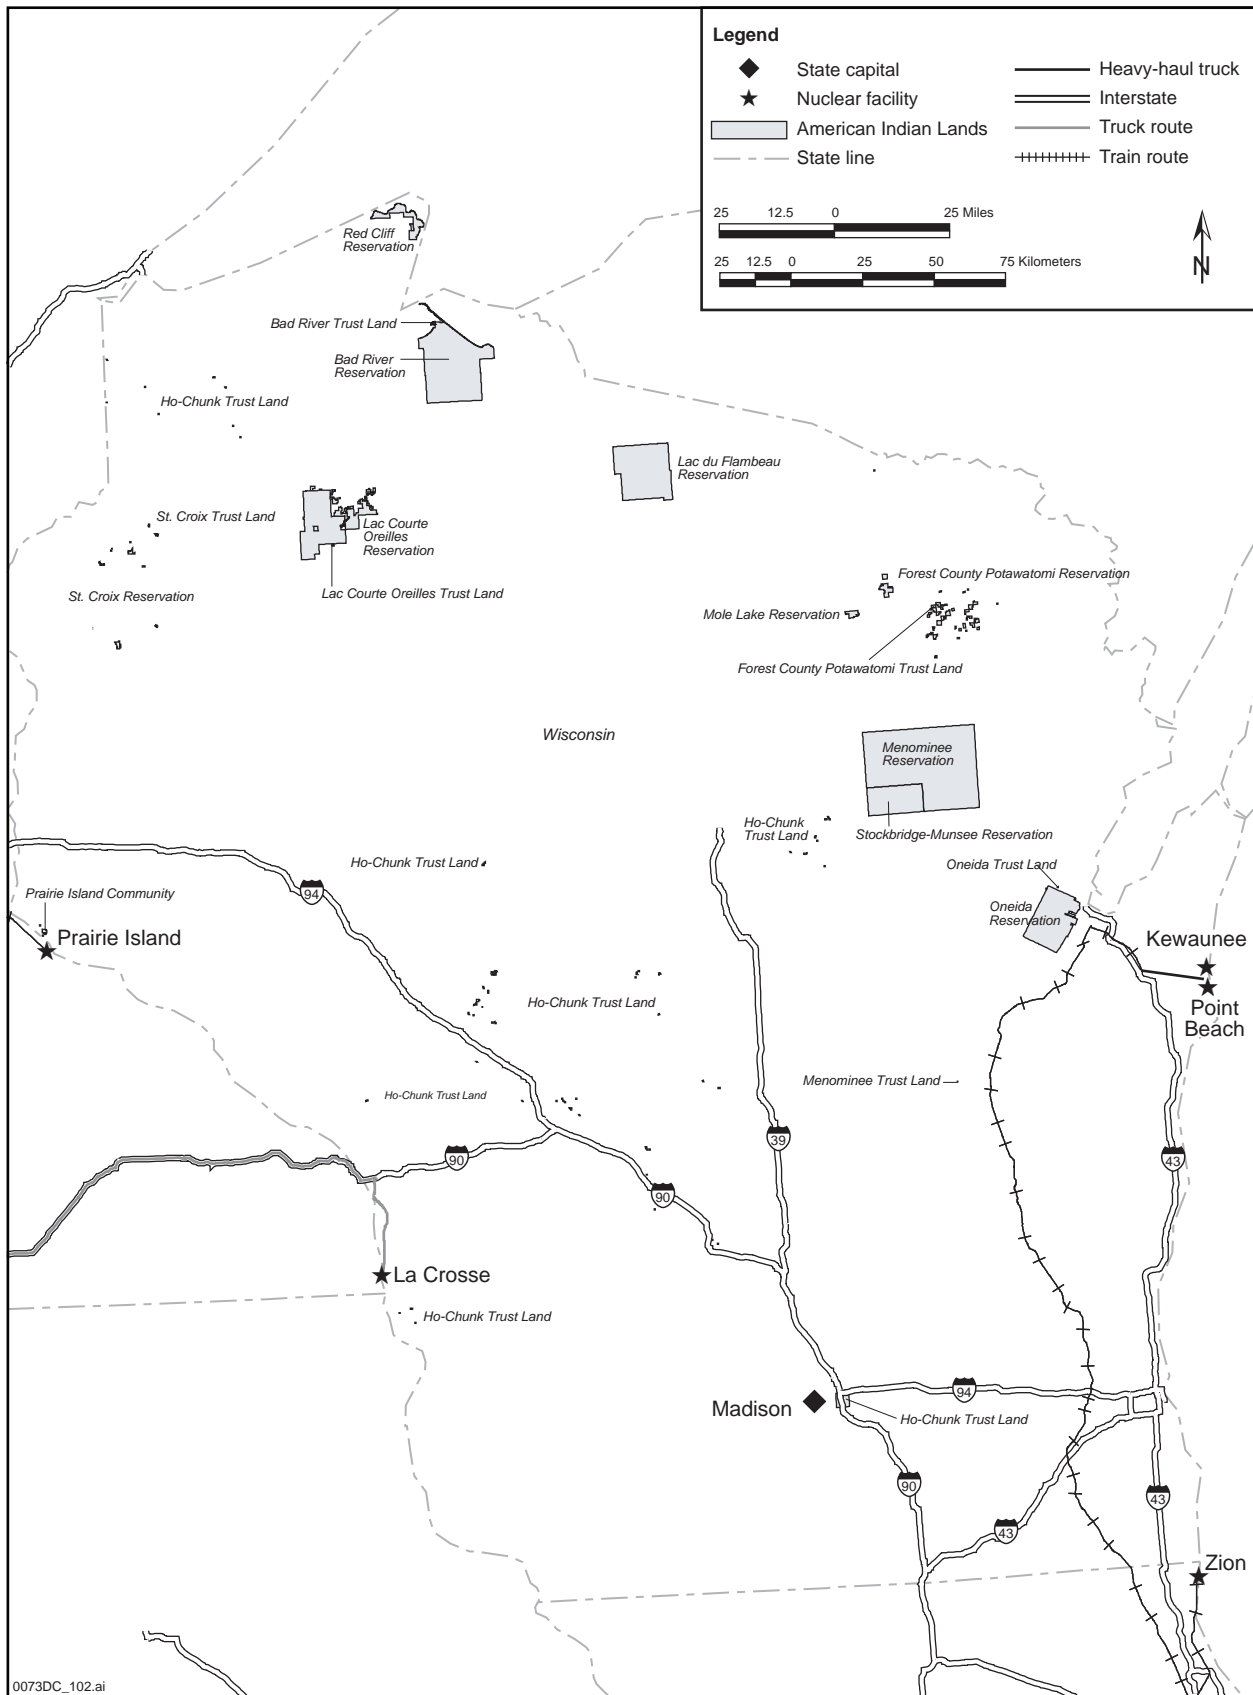 Legend
State capital
Nuclear facility
American Indian Lands
State line
Heavy-haul truck
Interstate
Truck route
Train route
25 12.5 0 25 Miles
25 12.5 0 25 50 75 Kilometers
N
Red Cliff
Reservation
Bad River Trust Land
Bad River
Reservation
Ho-Chunk Trust Land
Lac du Flambeau
Reservation
St. Croix Trust Land
Lac Courte
Oreilles
Reservation
Forest County Potawatomi Reservation
St. Croix Reservation
Lac Courte Oreilles Trust Land
Mole Lake Reservation
Forest County Potawatomi Trust Land
Wisconsin
Menominee
Reservation
Ho-Chunk
Trust Land
Stockbridge-Munsee Reservation
Ho-Chunk Trust Land
Oneida Trust Land
94
Prairie Island Community
Oneida
Reservation
Prairie Island
Kewaunee
Ho-Chunk Trust Land
Point
Beach
Menominee Trust Land
Ho-Chunk Trust Land
39
90
43
90
La Crosse
Ho-Chunk Trust Land
94
Madison
Ho-Chunk Trust Land
90
43
43
Zion
0073DC_102.ai